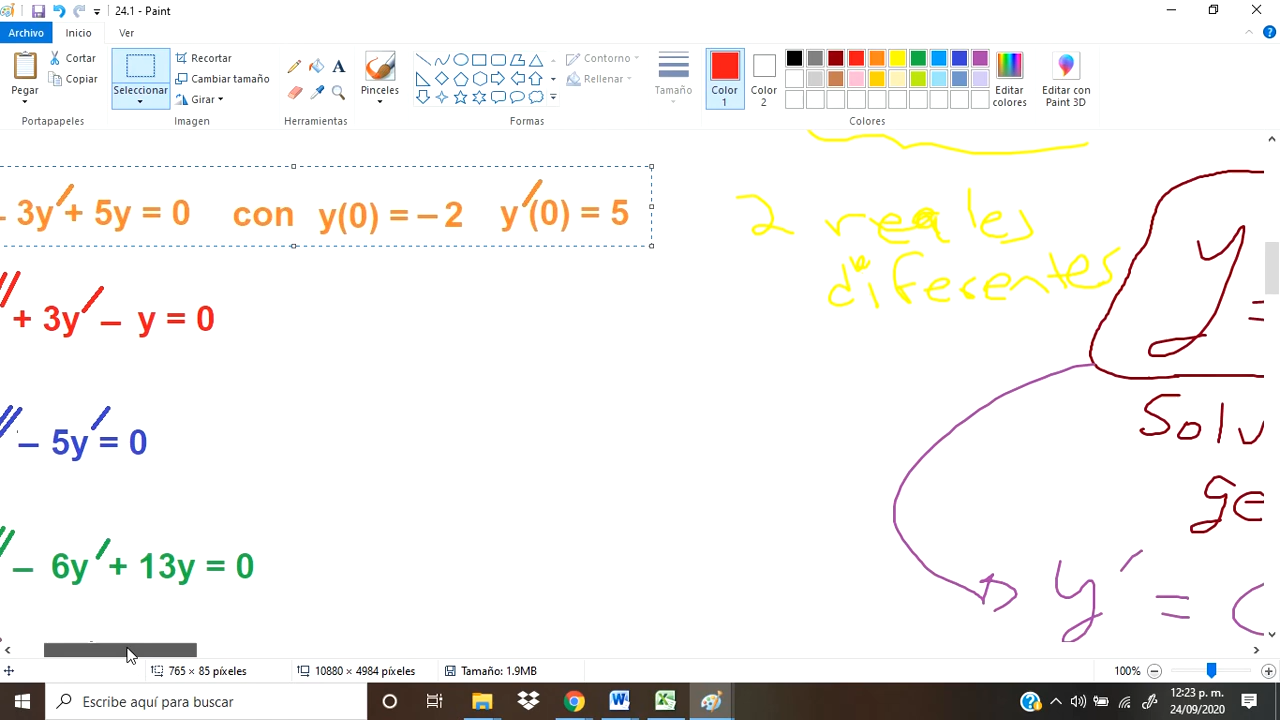 24.1 - Paint
Archivo Inicio Ver
Pegar
Cortar
Copiar
Portapapeles
Seleccionar
Recortar
Cambiar tamaño
Girar
Imagen
A
Herramientas
Pinceles
Contorno
Rellenar
Formas
Tamaño
Color 1
Color 2
Editar colores
Editar con Paint 3D
Colores
– 3y′ + 5y = 0 con y(0) = – 2 y′(0) = 5
2 reales
diferentes
y =
′′ + 3y′ – y = 0
Solv
′′ – 5y′ = 0
ge
′′ – 6y′ + 13y = 0
y′ = (
765 × 85 píxeles
10880 × 4984 píxeles
Tamaño: 1.9MB
100%
Escribe aquí para buscar
12:23 p. m.
24/09/2020